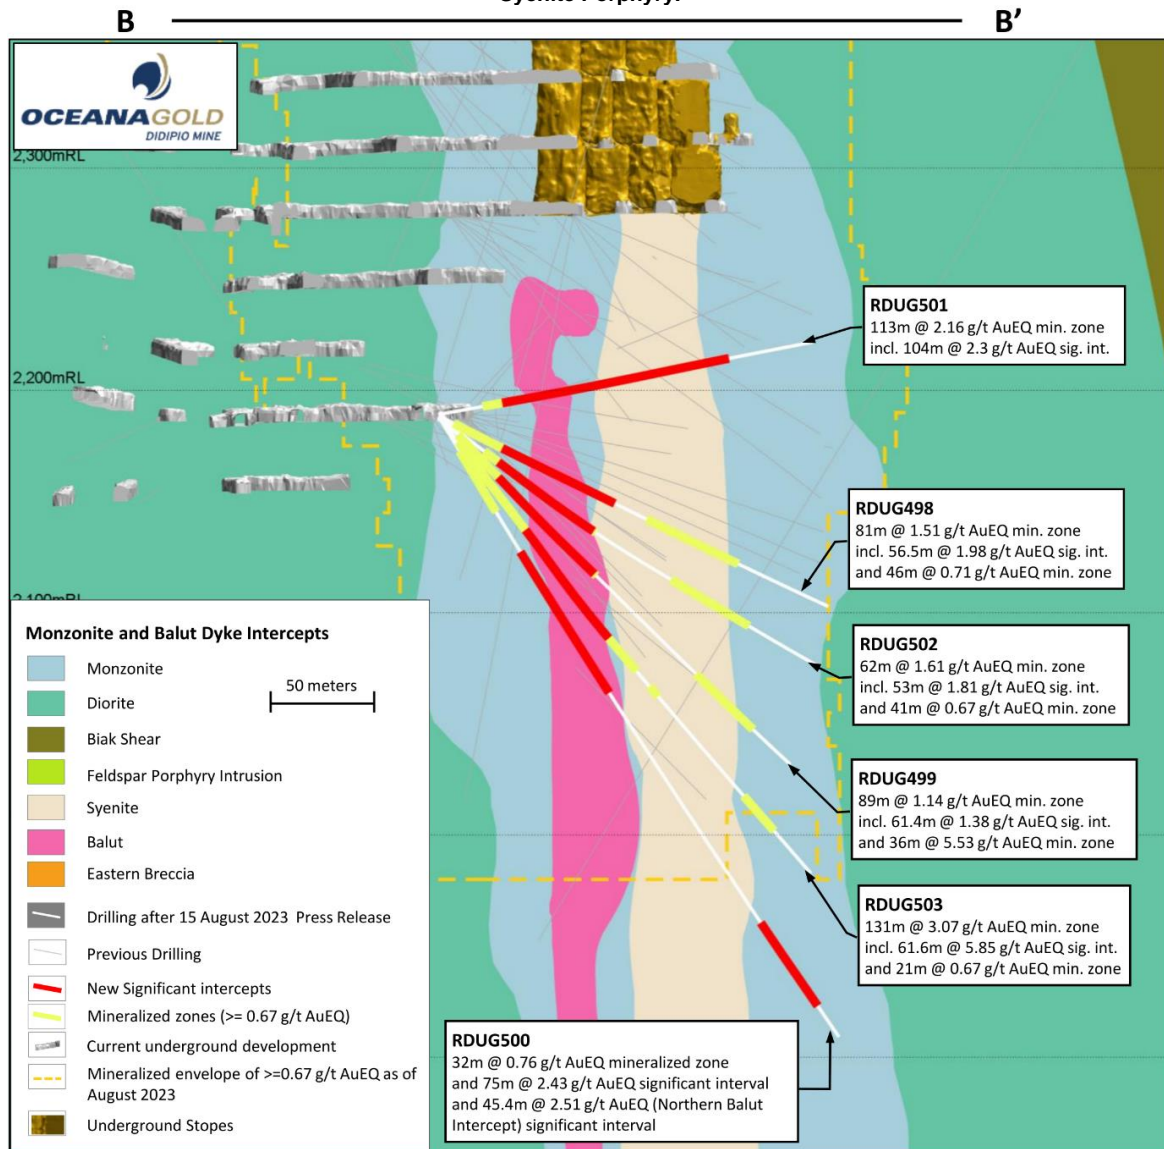 Syenite Porphyry.
B
B’
OCEANAGOLD
DIDIPIO MINE
2,300mRL
2,200mRL
2,100mRL
RDUG501
113m @ 2.16 g/t AuEQ min. zone
incl. 104m @ 2.3 g/t AuEQ sig. int.
RDUG498
81m @ 1.51 g/t AuEQ min. zone
incl. 56.5m @ 1.98 g/t AuEQ sig. int.
and 46m @ 0.71 g/t AuEQ min. zone
RDUG502
62m @ 1.61 g/t AuEQ min. zone
incl. 53m @ 1.81 g/t AuEQ sig. int.
and 41m @ 0.67 g/t AuEQ min. zone
RDUG499
89m @ 1.14 g/t AuEQ min. zone
incl. 61.4m @ 1.38 g/t AuEQ sig. int.
and 36m @ 5.53 g/t AuEQ min. zone
RDUG503
131m @ 3.07 g/t AuEQ min. zone
incl. 61.6m @ 5.85 g/t AuEQ sig. int.
and 21m @ 0.67 g/t AuEQ min. zone
RDUG500
32m @ 0.76 g/t AuEQ mineralized zone
and 75m @ 2.43 g/t AuEQ significant interval
and 45.4m @ 2.51 g/t AuEQ (Northern Balut
Intercept) significant interval
Monzonite and Balut Dyke Intercepts
Monzonite
Diorite
50 meters
Biak Shear
Feldspar Porphyry Intrusion
Syenite
Balut
Eastern Breccia
Drilling after 15 August 2023 Press Release
Previous Drilling
New Significant intercepts
Mineralized zones (>= 0.67 g/t AuEQ)
Current underground development
Mineralized envelope of >=0.67 g/t AuEQ as of
August 2023
Underground Stopes